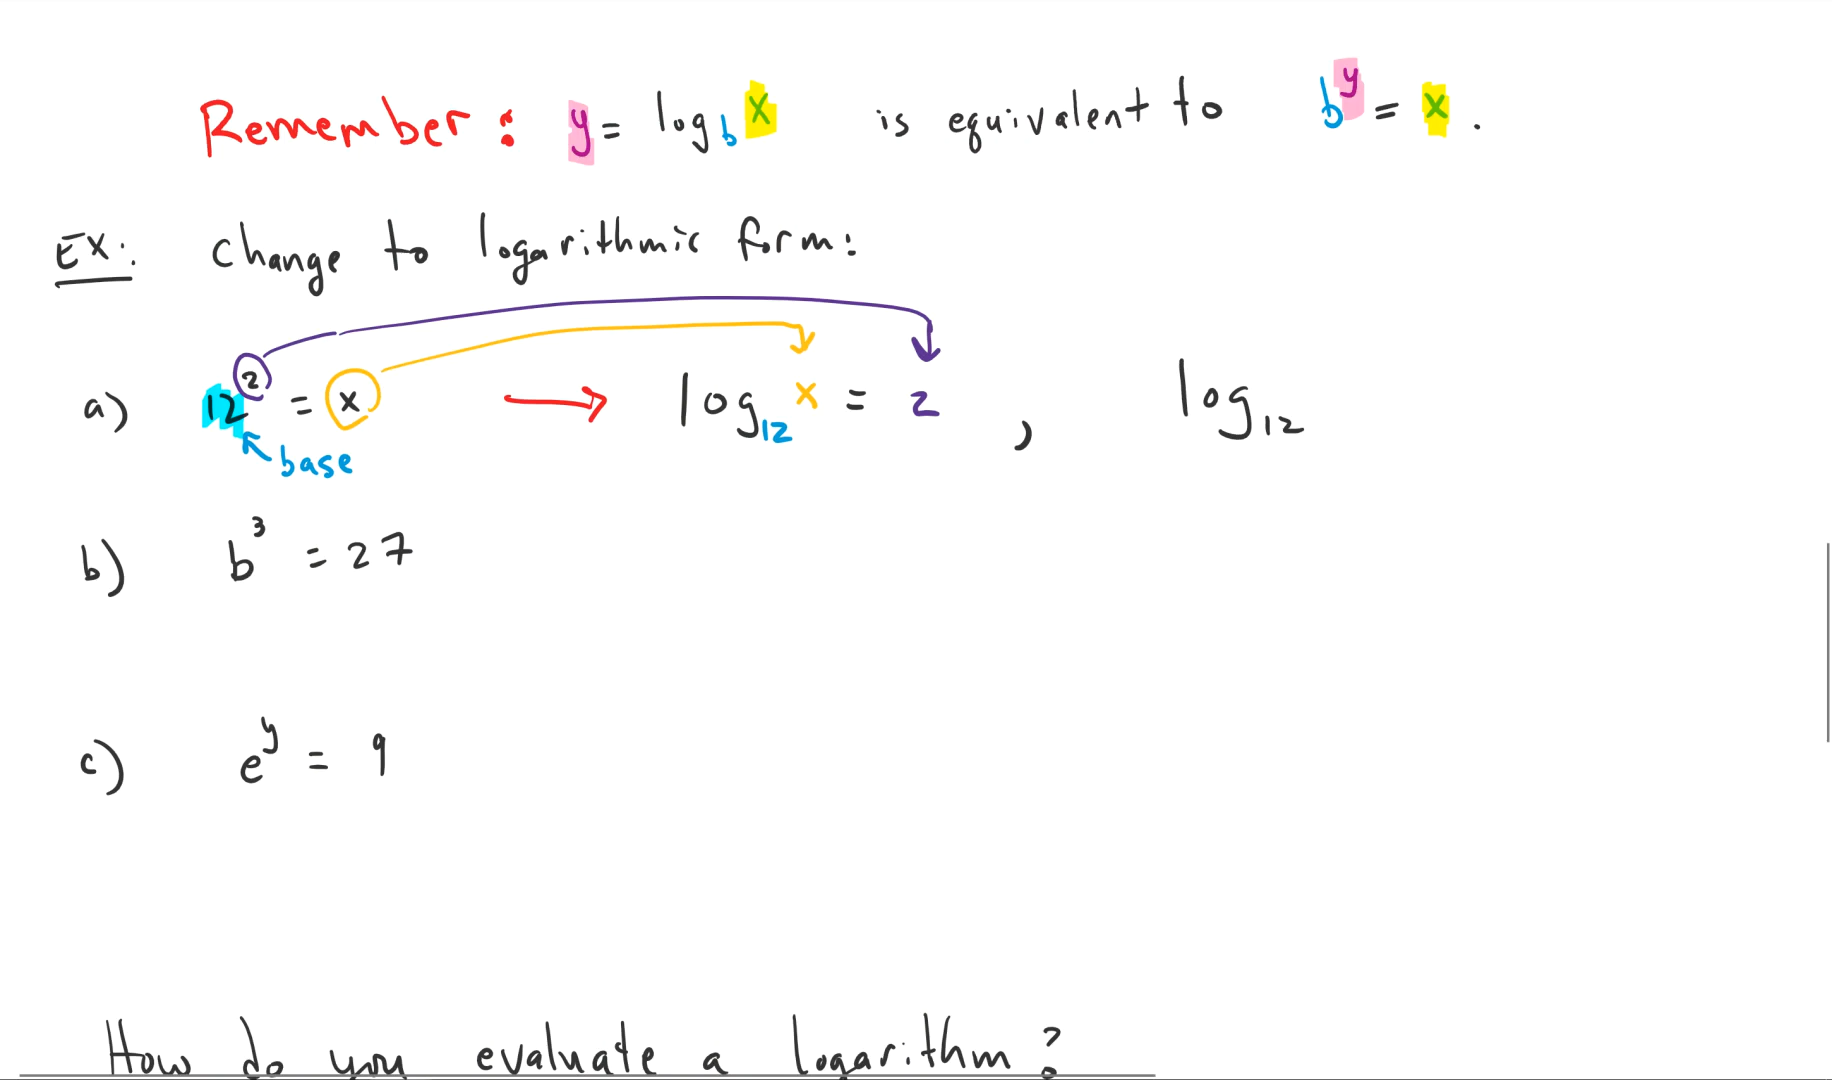 Remember: y = log_b x is equivalent to b^y = x.
EX: Change to logarithmic form:
a) 12^2 = x → log_12 x = 2 , log_12
base
b) b^3 = 27
c) e^y = 9
How do you evaluate a logarithm?